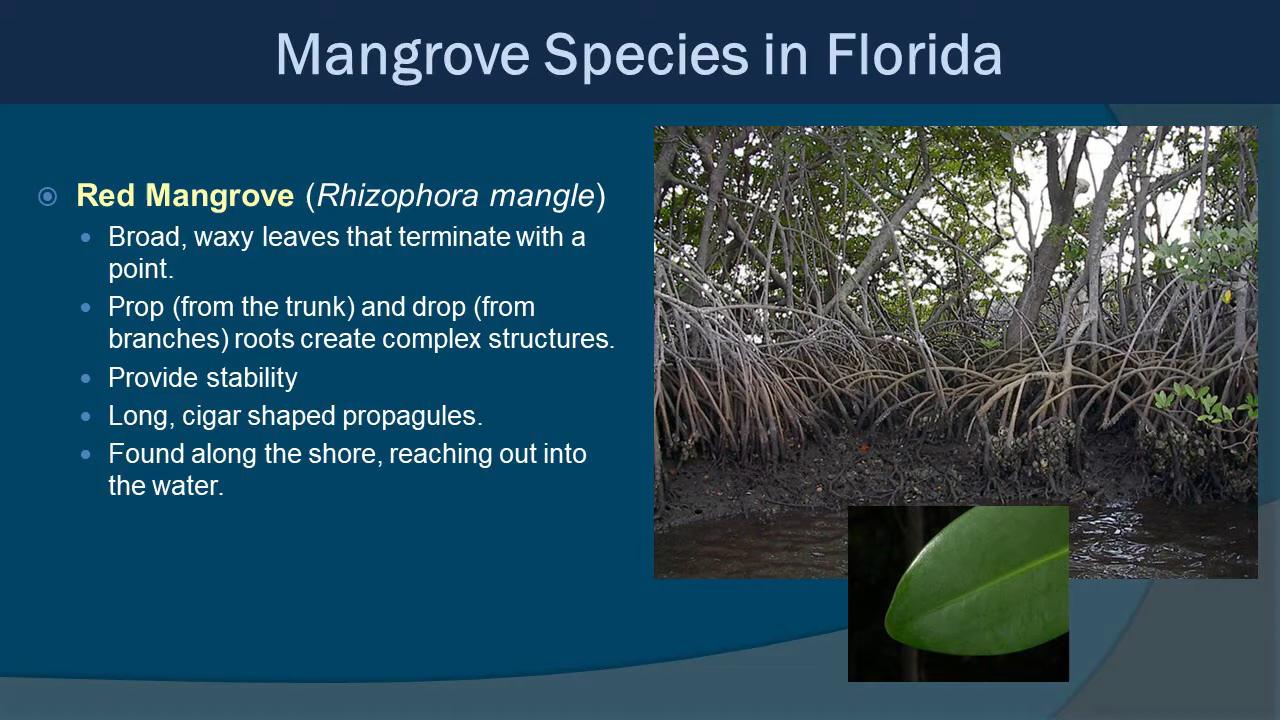 Mangrove Species in Florida
Red Mangrove (Rhizophora mangle)
Broad, waxy leaves that terminate with a
point.
Prop (from the trunk) and drop (from
branches) roots create complex structures.
Provide stability
Long, cigar shaped propagules.
Found along the shore, reaching out into
the water.